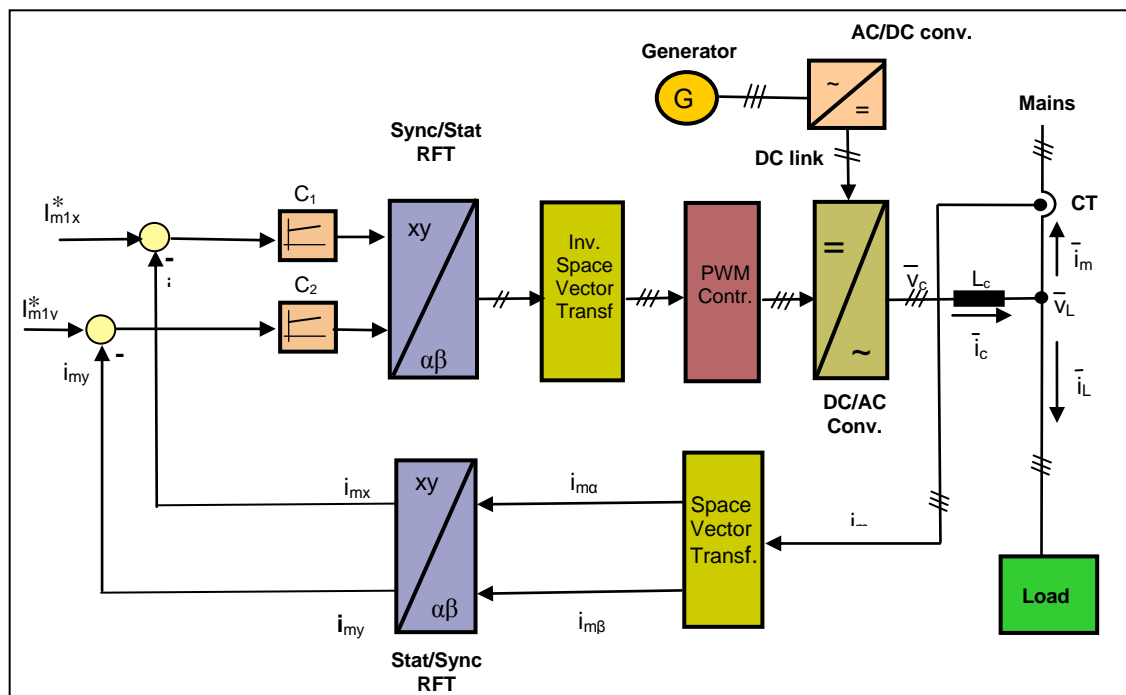 AC/DC conv.
Generator
G
~
=
Mains
Sync/Stat
RFT
DC link
C₁
I*m1x
-
CT
xy
αβ
Inv.
Space
Vector
Transf
PWM
Contr.
=
~
v̄c
Lc
īm
v̄L
īc
īL
C₂
I*m1y
-
imy
DC/AC
Conv.
xy
αβ
imx
imα
Space
Vector
Transf.
imy
imβ
Load
Stat/Sync
RFT